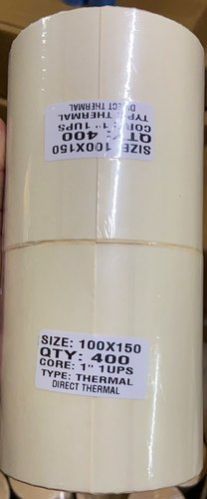 SIZE: 100X150
QTY: 400
CORE: 1" 1UPS
TYPE: THERMAL
DIRECT THERMAL
SIZE: 100X150
QTY: 400
CORE: 1" 1UPS
TYPE: THERMAL
DIRECT THERMAL